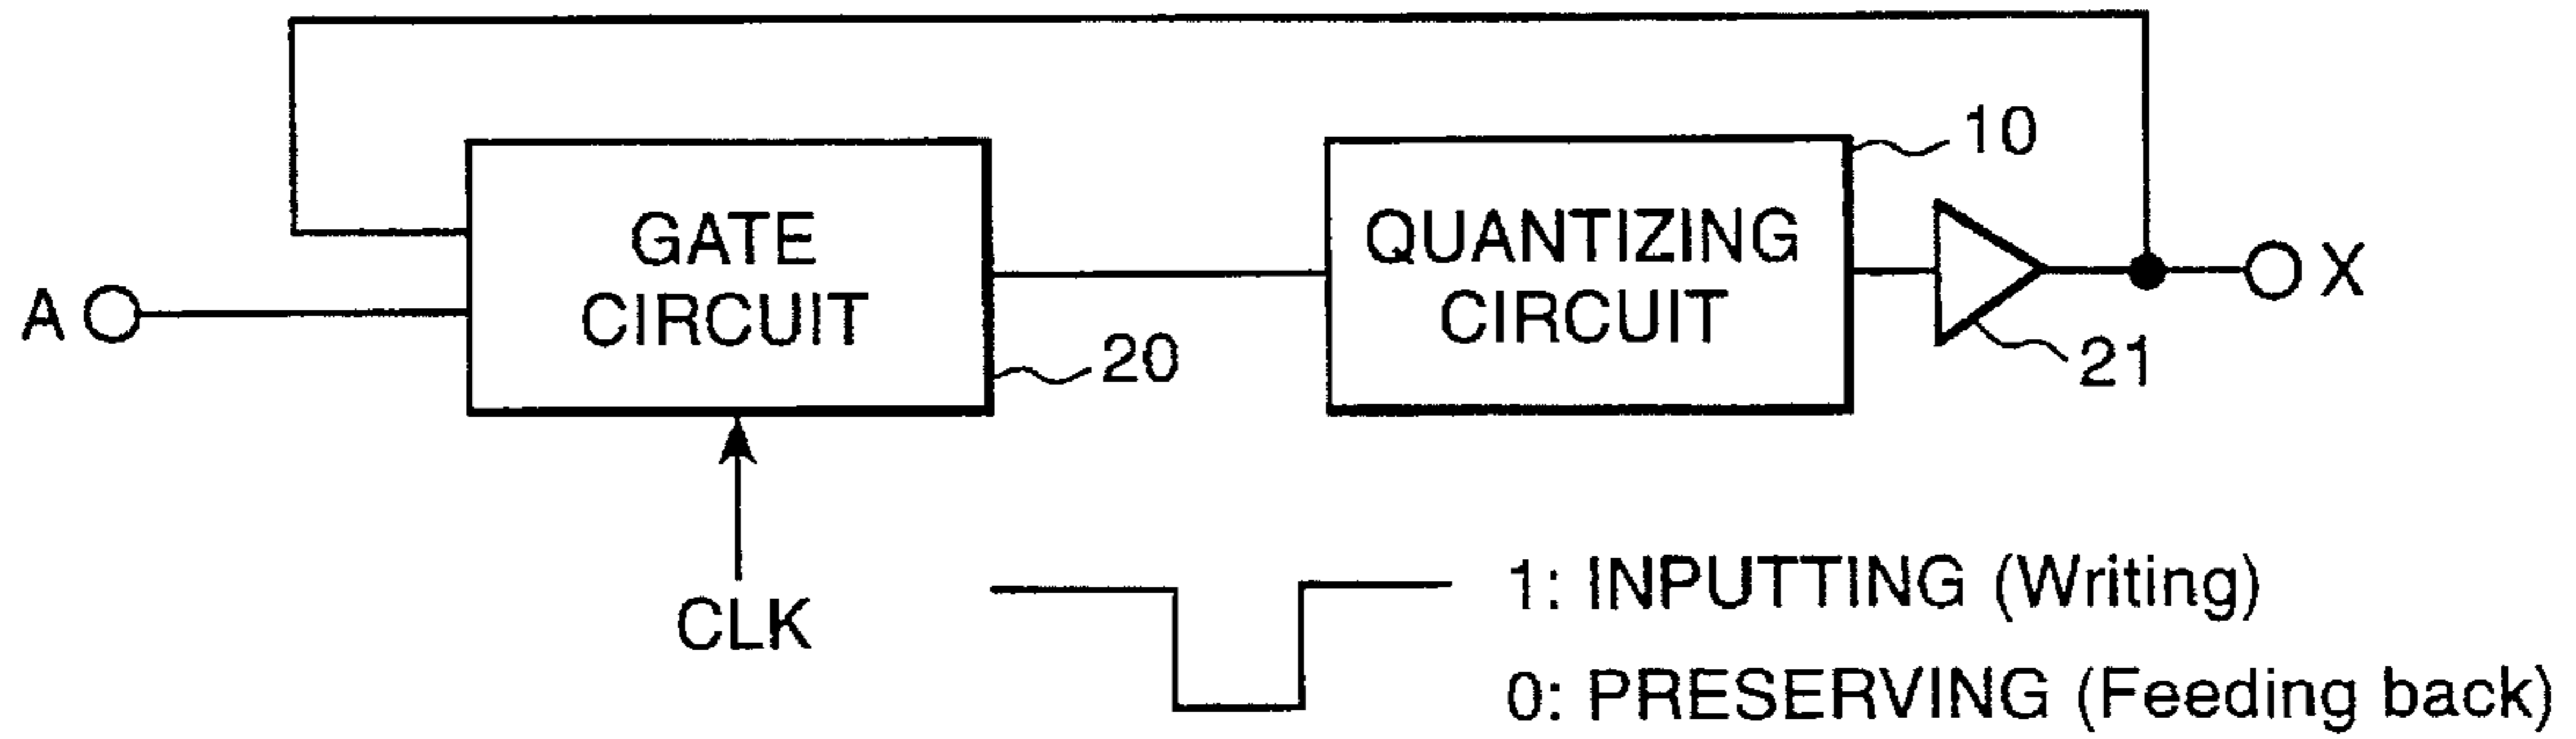 10
GATE
CIRCUIT
QUANTIZING
CIRCUIT
A
X
20
21
CLK
1: INPUTTING (Writing)
0: PRESERVING (Feeding back)